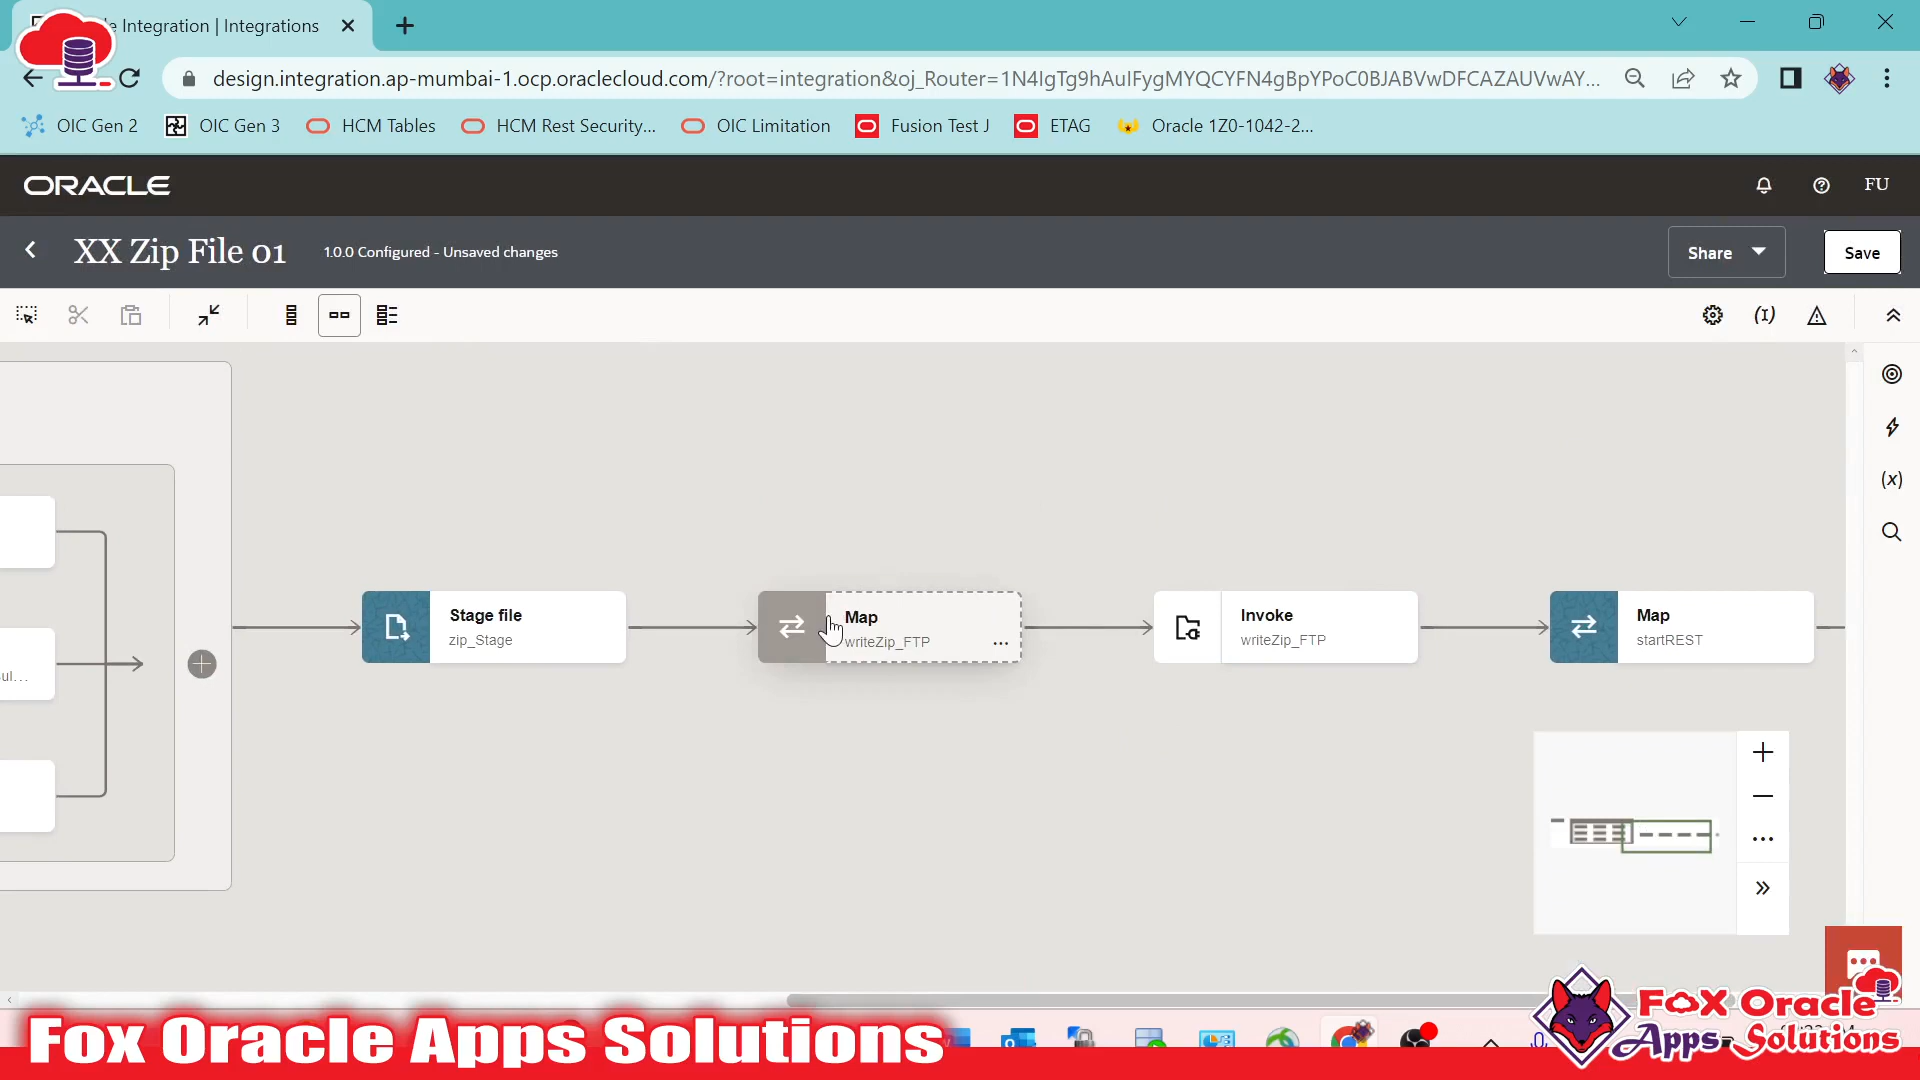 le Integration | Integrations
design.integration.ap-mumbai-1.ocp.oraclecloud.com/?root=integration&oj_Router=1N4IgTg9hAuIFygMYQCYFN4gBpYPoC0BJABVwDFCAZAUVwAY...
OIC Gen 2
OIC Gen 3
HCM Tables
HCM Rest Security...
OIC Limitation
Fusion Test J
ETAG
Oracle 1Z0-1042-2...
ORACLE
FU
XX Zip File 01
1.0.0 Configured - Unsaved changes
Share
Save
(I)
(x)
Stage file
zip_Stage
Map
writeZip_FTP
Invoke
writeZip_FTP
Map
startREST
ul...
Fox Oracle Apps Solutions
Fox Oracle
Apps Solutions